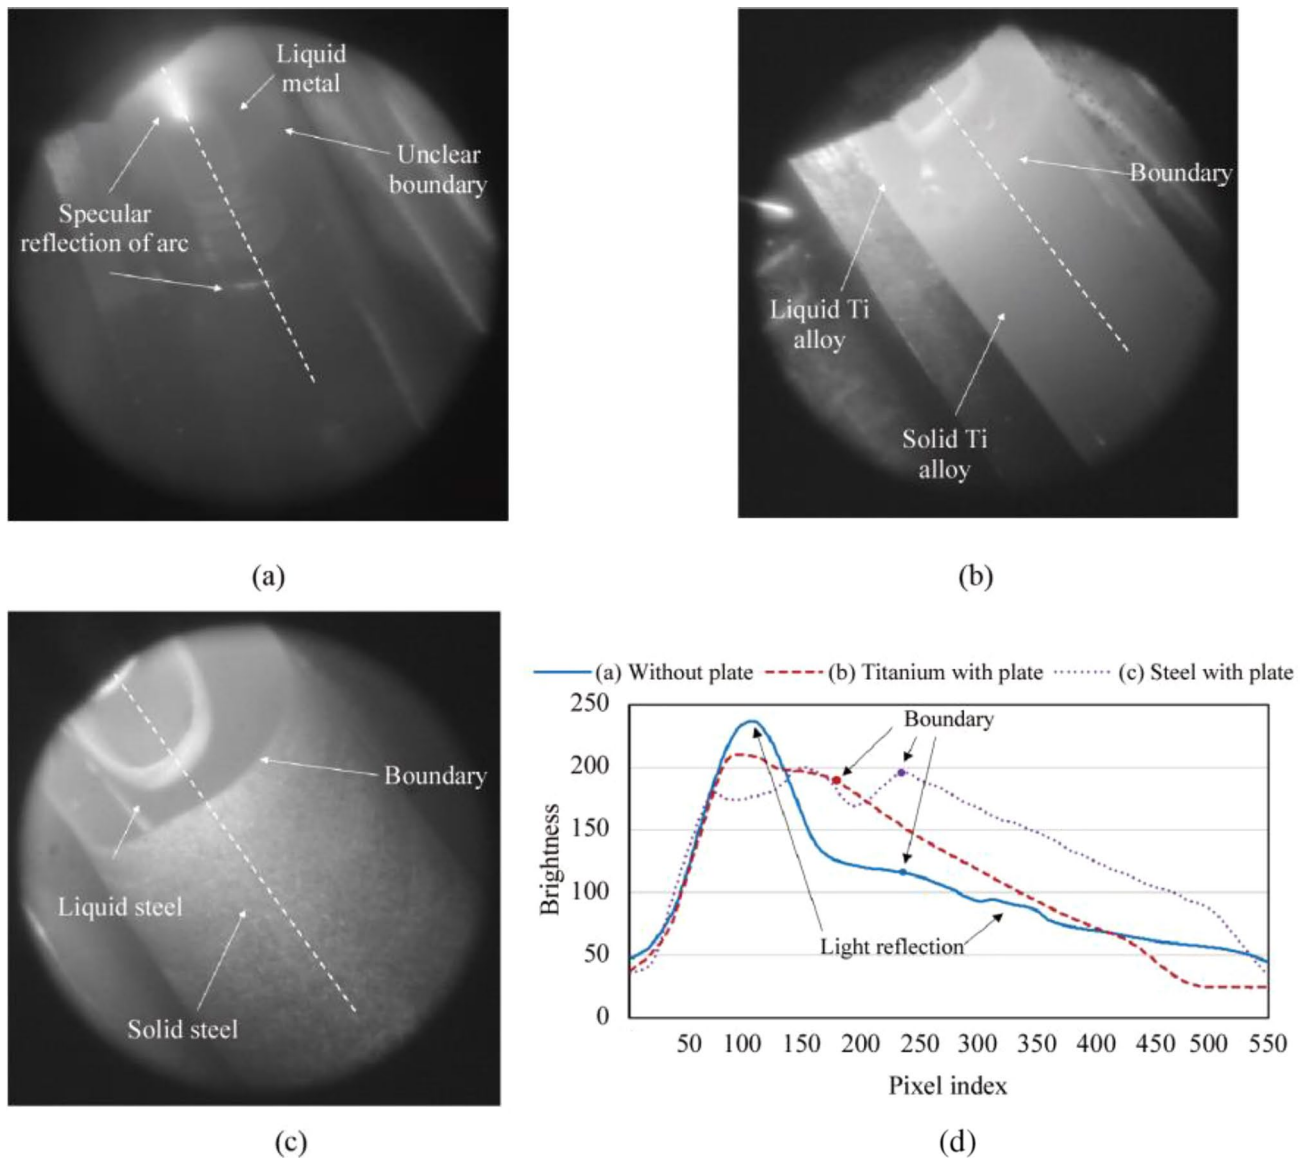 Liquid
metal
Unclear
boundary
Specular
reflection of arc
(a)
Boundary
Liquid Ti
alloy
Solid Ti
alloy
(b)
Boundary
Liquid steel
Solid steel
(c)
(a) Without plate (b) Titanium with plate (c) Steel with plate
Boundary
Light reflection
Brightness
250
200
150
100
50
0
50 100 150 200 250 300 350 400 450 500 550
Pixel index
(d)